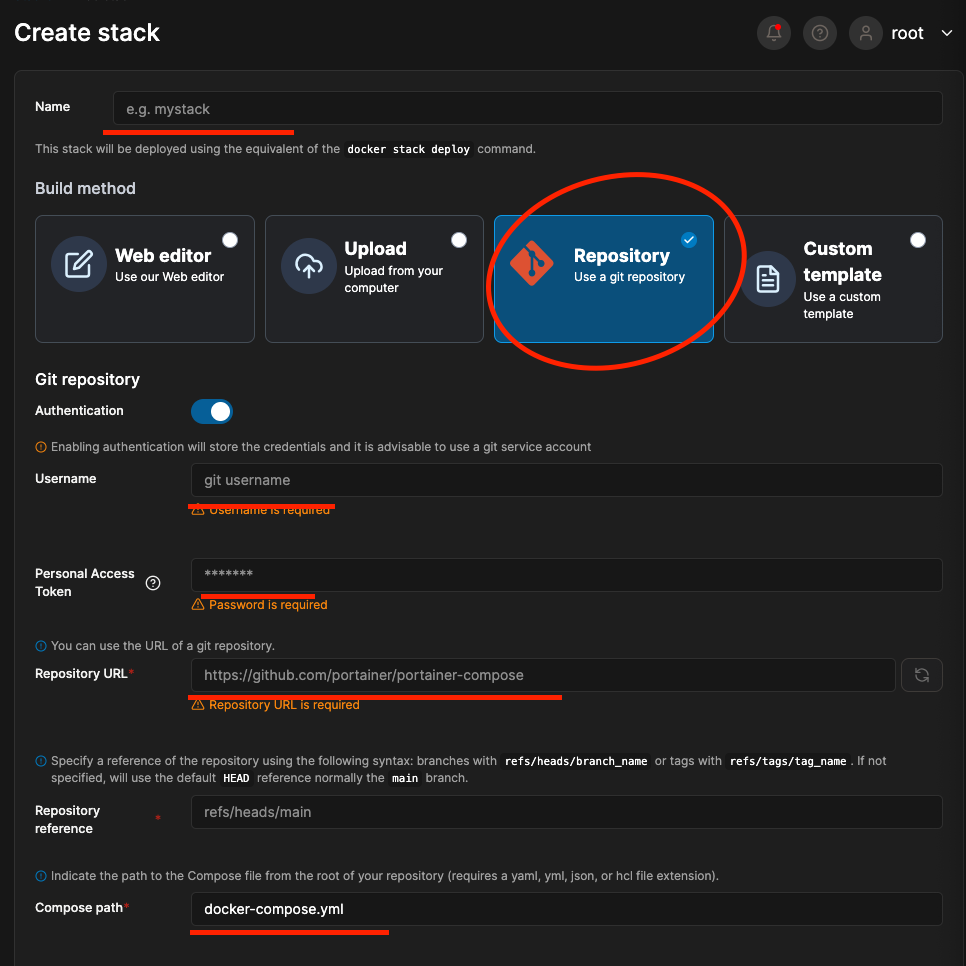 Create stack
root
Name
e.g. mystack
This stack will be deployed using the equivalent of the docker stack deploy command.
Build method
Web editor
Use our Web editor
Upload
Upload from your
computer
Repository
Use a git repository
Custom
template
Use a custom
template
Git repository
Authentication
Enabling authentication will store the credentials and it is advisable to use a git service account
Username
git username
Username is required
Personal Access
Token
*******
Password is required
You can use the URL of a git repository.
Repository URL*
https://github.com/portainer/portainer-compose
Repository URL is required
Specify a reference of the repository using the following syntax: branches with refs/heads/branch_name or tags with refs/tags/tag_name. If not
specified, will use the default HEAD reference normally the main branch.
Repository
reference
*
refs/heads/main
Indicate the path to the Compose file from the root of your repository (requires a yaml, yml, json, or hcl file extension).
Compose path*
docker-compose.yml